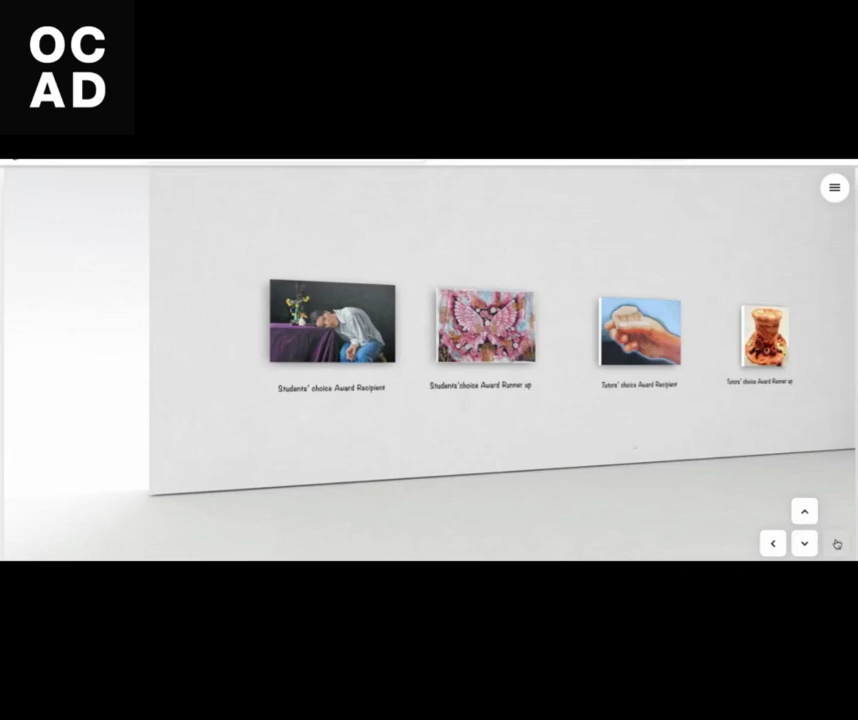 OC
AD
Students' choice Award Recipient
Students'choice Award Runner up
Tutors' choice Award Recipient
Tutors' choice Award Runner up